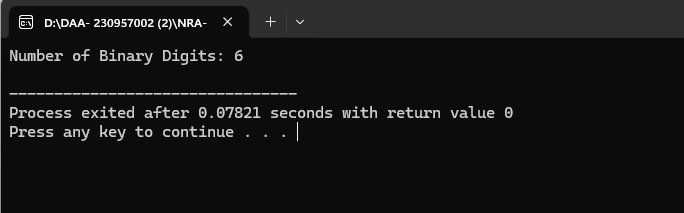 D:\DAA- 230957002 (2)\NRA-
Number of Binary Digits: 6
--------------------------------
Process exited after 0.07821 seconds with return value 0
Press any key to continue . . .